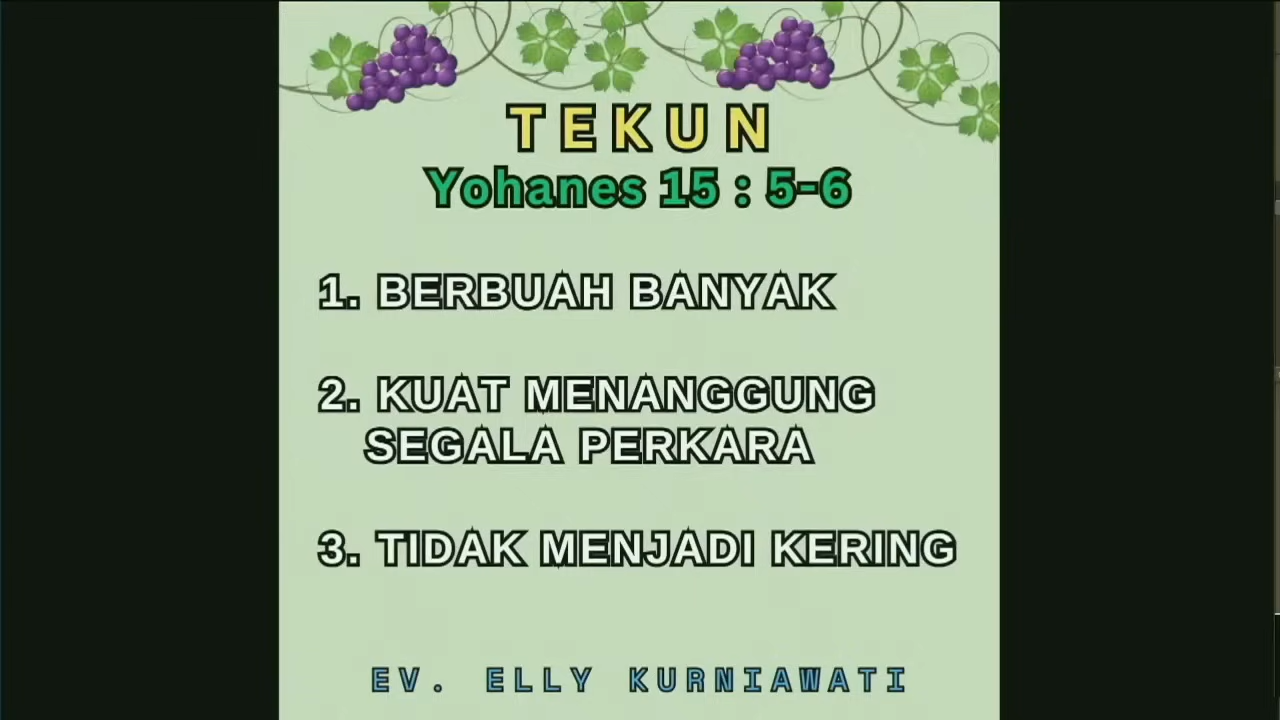 TEKUN
Yohanes 15 : 5-6
1. BERBUAH BANYAK
2. KUAT MENANGGUNG
SEGALA PERKARA
3. TIDAK MENJADI KERING
EV. ELLY KURNIAWATI